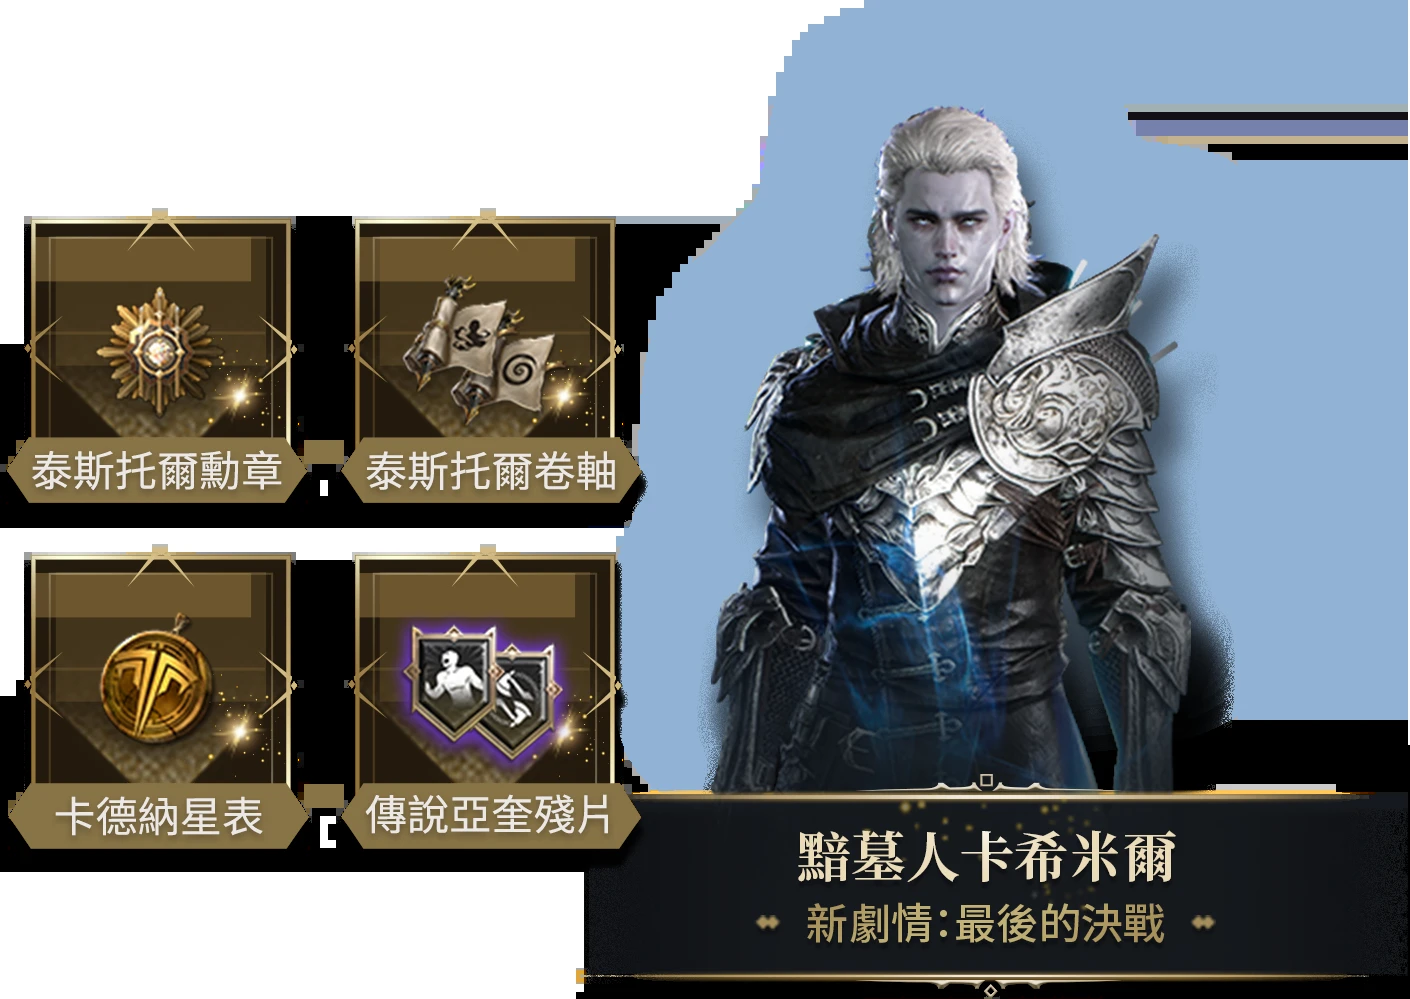 泰斯托爾勳章
泰斯托爾卷軸
卡德納星表
傳說亞奎殘片
黯墓人卡希米爾
新劇情：最後的決戰